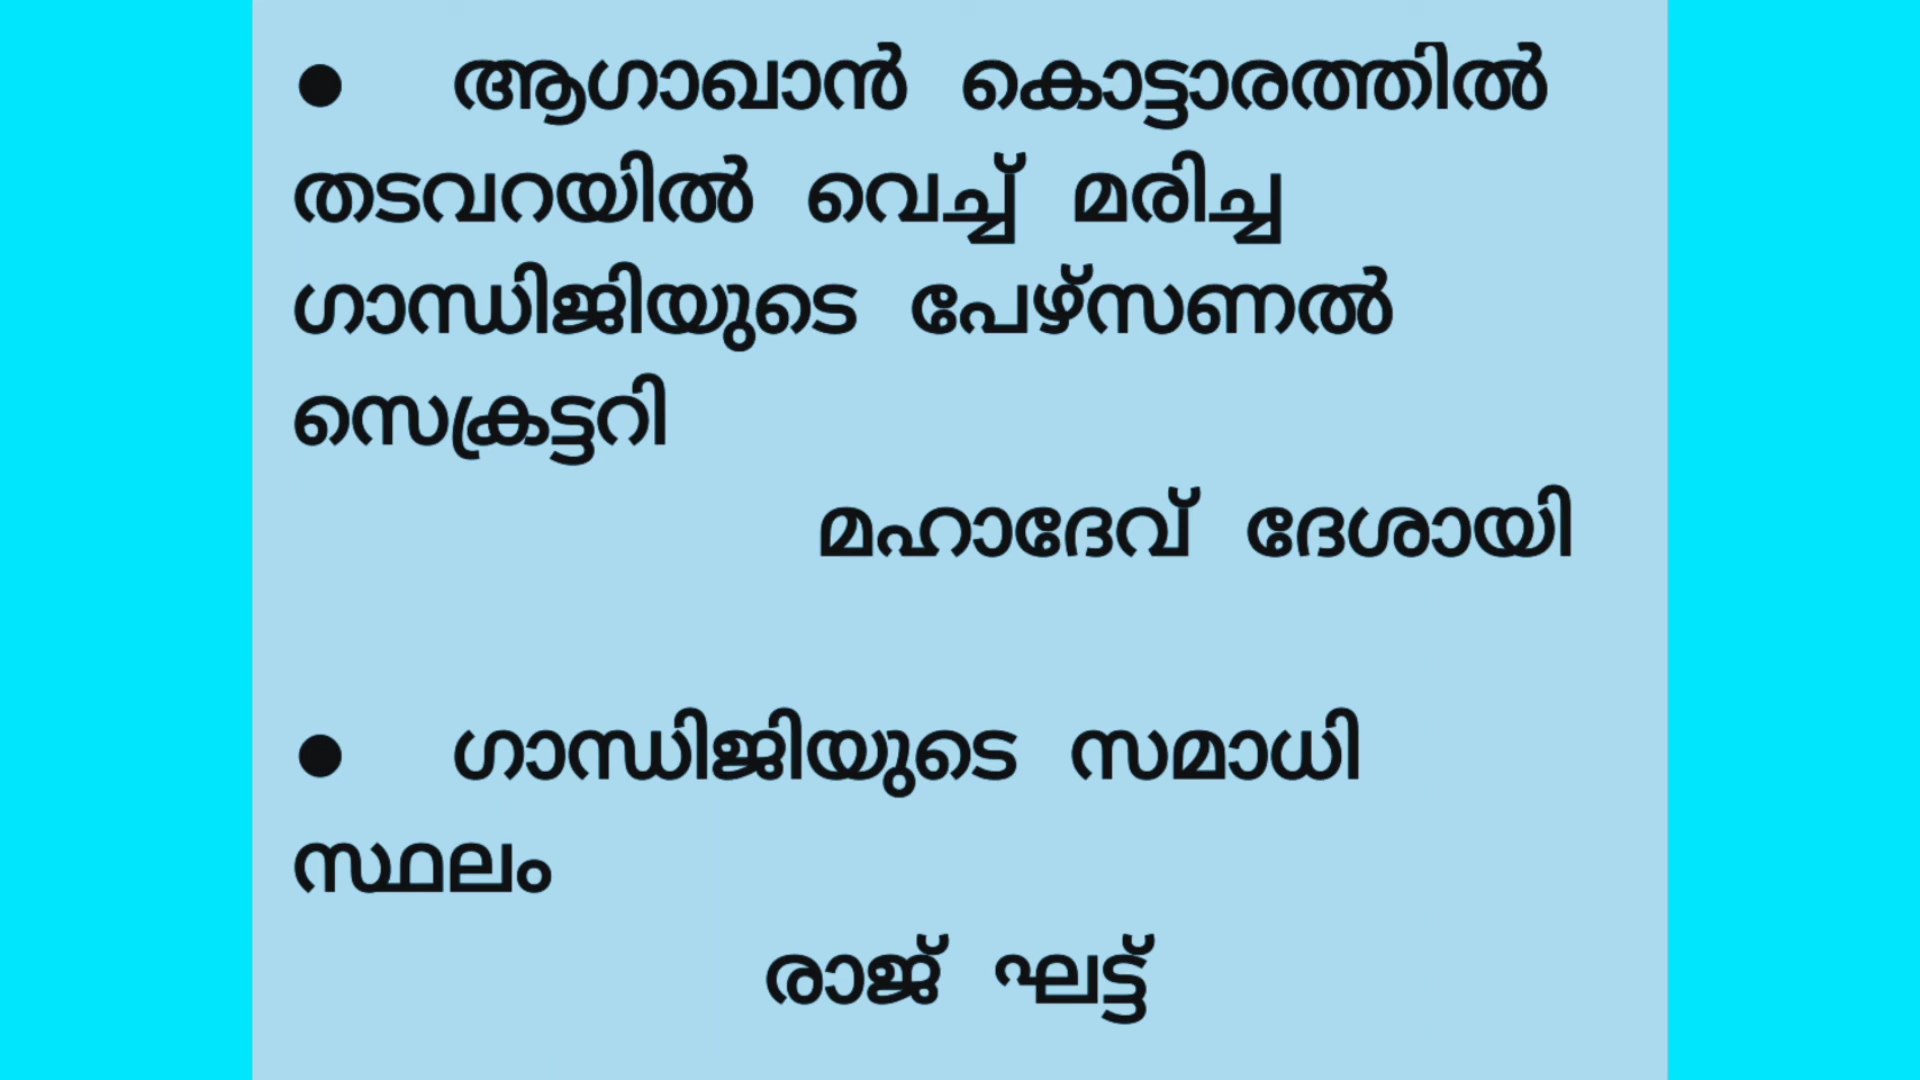 ● ആഗാഖാൻ കൊട്ടാരത്തിൽ
തടവറയിൽ വെച്ച് മരിച്ച
ഗാന്ധിജിയുടെ പേഴ്സണൽ
സെക്രട്ടറി
മഹാദേവ് ദേശായി
● ഗാന്ധിജിയുടെ സമാധി
സ്ഥലം
രാജ് ഘട്ട്